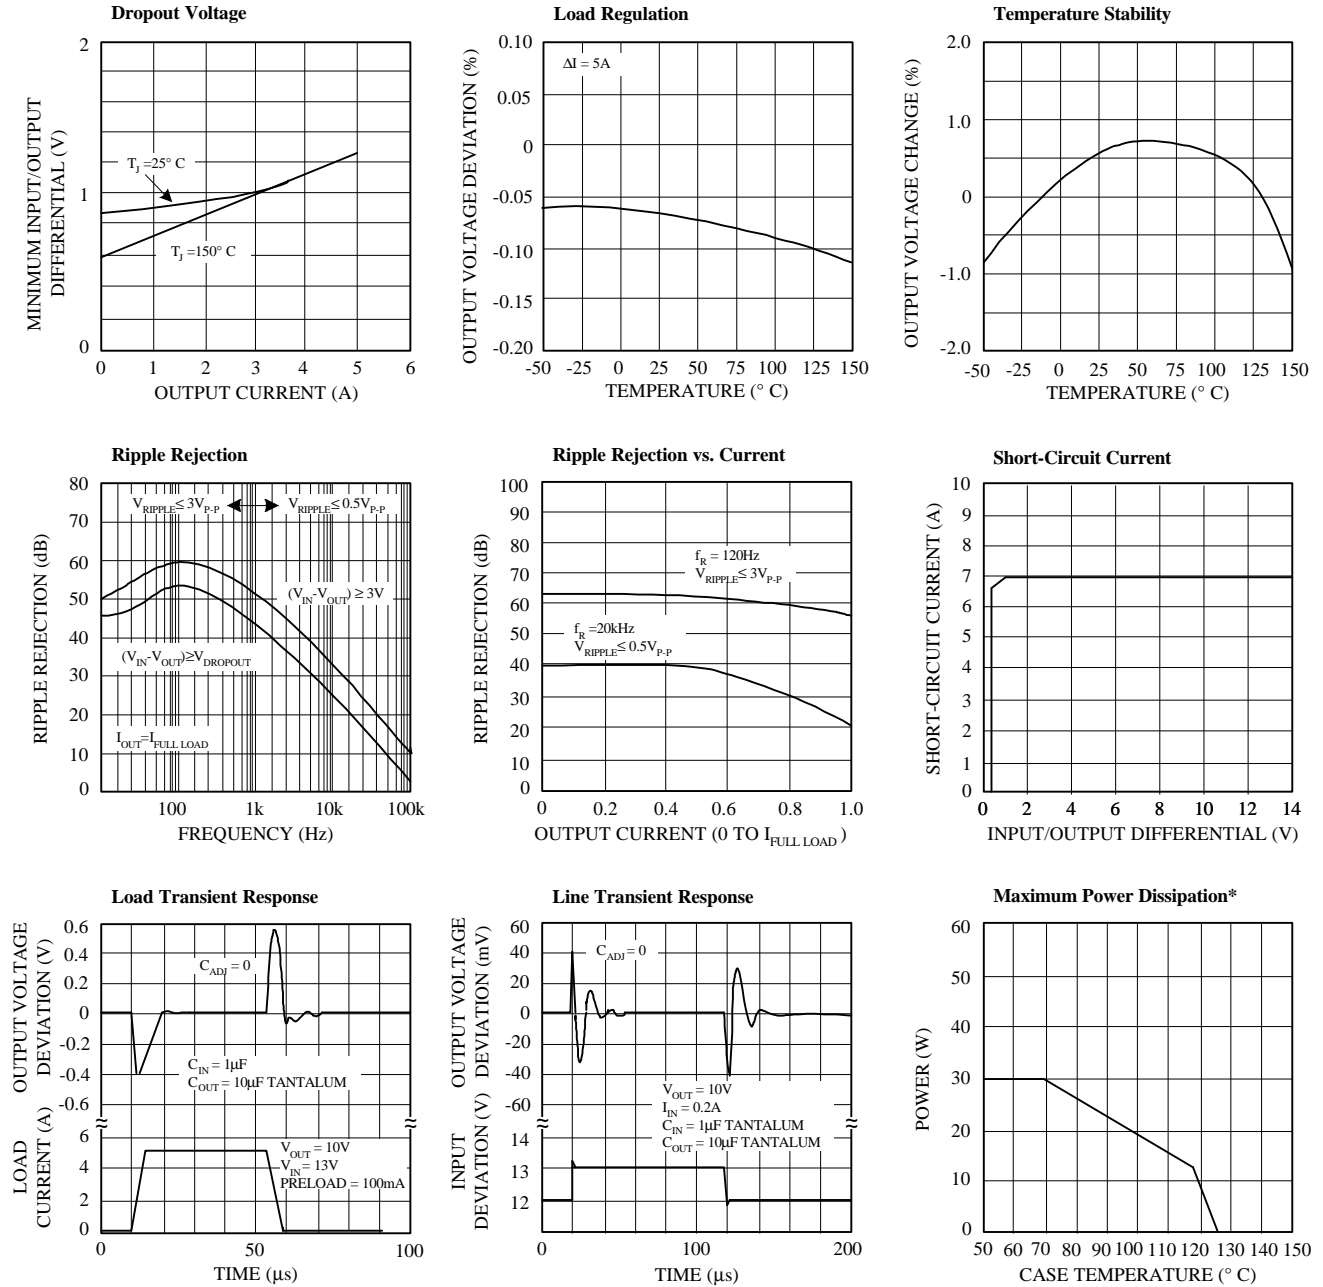 Dropout Voltage
MINIMUM INPUT/OUTPUT
DIFFERENTIAL (V)
2
1
0
T_J =25° C
T_J =150° C
0 1 2 3 4 5 6
OUTPUT CURRENT (A)
Load Regulation
OUTPUT VOLTAGE DEVIATION (%)
0.10
0.05
0
-0.05
-0.10
-0.15
-0.20
ΔI = 5A
-50 -25 0 25 50 75 100 125 150
TEMPERATURE (° C)
Temperature Stability
OUTPUT VOLTAGE CHANGE (%)
2.0
1.0
0
-1.0
-2.0
-50 -25 0 25 50 75 100 125 150
TEMPERATURE (° C)
Ripple Rejection
RIPPLE REJECTION (dB)
80
70
60
50
40
30
20
10
0
V_RIPPLE ≤ 3V_P-P
V_RIPPLE ≤ 0.5V_P-P
(V_IN-V_OUT) ≥ 3V
(V_IN-V_OUT)≥V_DROPOUT
I_OUT=I_FULL LOAD
100 1k 10k 100k
FREQUENCY (Hz)
Ripple Rejection vs. Current
RIPPLE REJECTION (dB)
100
90
80
70
60
50
40
30
20
10
0
f_R = 120Hz
V_RIPPLE ≤ 3V_P-P
f_R =20kHz
V_RIPPLE ≤ 0.5V_P-P
0 0.2 0.4 0.6 0.8 1.0
OUTPUT CURRENT (0 TO I_FULL LOAD )
Short-Circuit Current
SHORT-CIRCUIT CURRENT (A)
10
9
8
7
6
5
4
3
2
1
0
0 2 4 6 8 10 12 14
INPUT/OUTPUT DIFFERENTIAL (V)
Load Transient Response
OUTPUT VOLTAGE
DEVIATION (V)
0.6
0.4
0.2
0
-0.2
-0.4
-0.6
C_ADJ = 0
C_IN = 1µF
C_OUT = 10µF TANTALUM
≈ ≈
LOAD
CURRENT (A)
6
4
2
0
V_OUT = 10V
V_IN = 13V
PRELOAD = 100mA
0 50 100
TIME (µs)
Line Transient Response
OUTPUT VOLTAGE
DEVIATION (mV)
60
40
20
0
-20
-40
-60
C_ADJ = 0
V_OUT = 10V
I_IN = 0.2A
C_IN = 1µF TANTALUM
C_OUT = 10µF TANTALUM
≈ ≈
INPUT
DEVIATION (V)
14
13
12
0 100 200
TIME (µs)
Maximum Power Dissipation*
POWER (W)
60
50
40
30
20
10
0
50 60 70 80 90 100 110 120 130 140 150
CASE TEMPERATURE (° C)